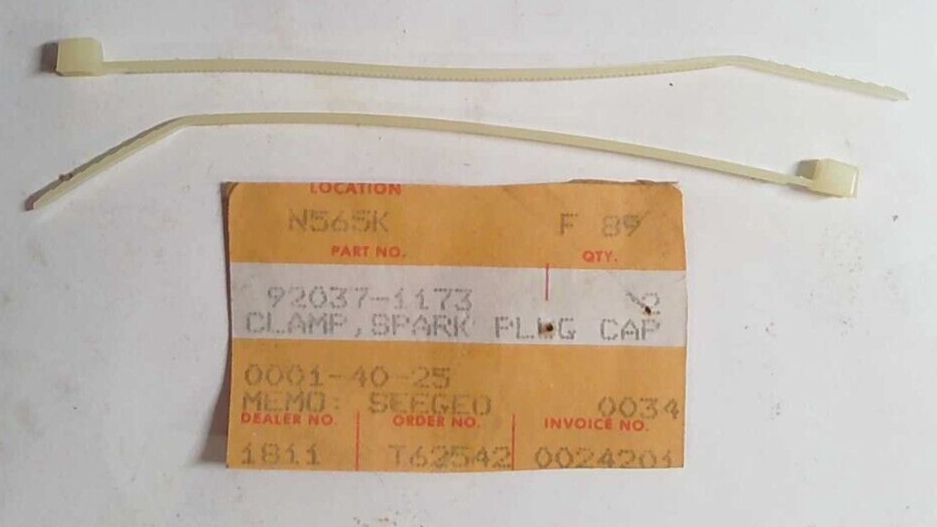 LOCATION
N565K F 89
PART NO. QTY.
92037-1173 2
CLAMP,SPARK PLUG CAP
0001-40-25
MEMO: SEEGEO 0034
DEALER NO. ORDER NO. INVOICE NO.
1811 T62542 0024201